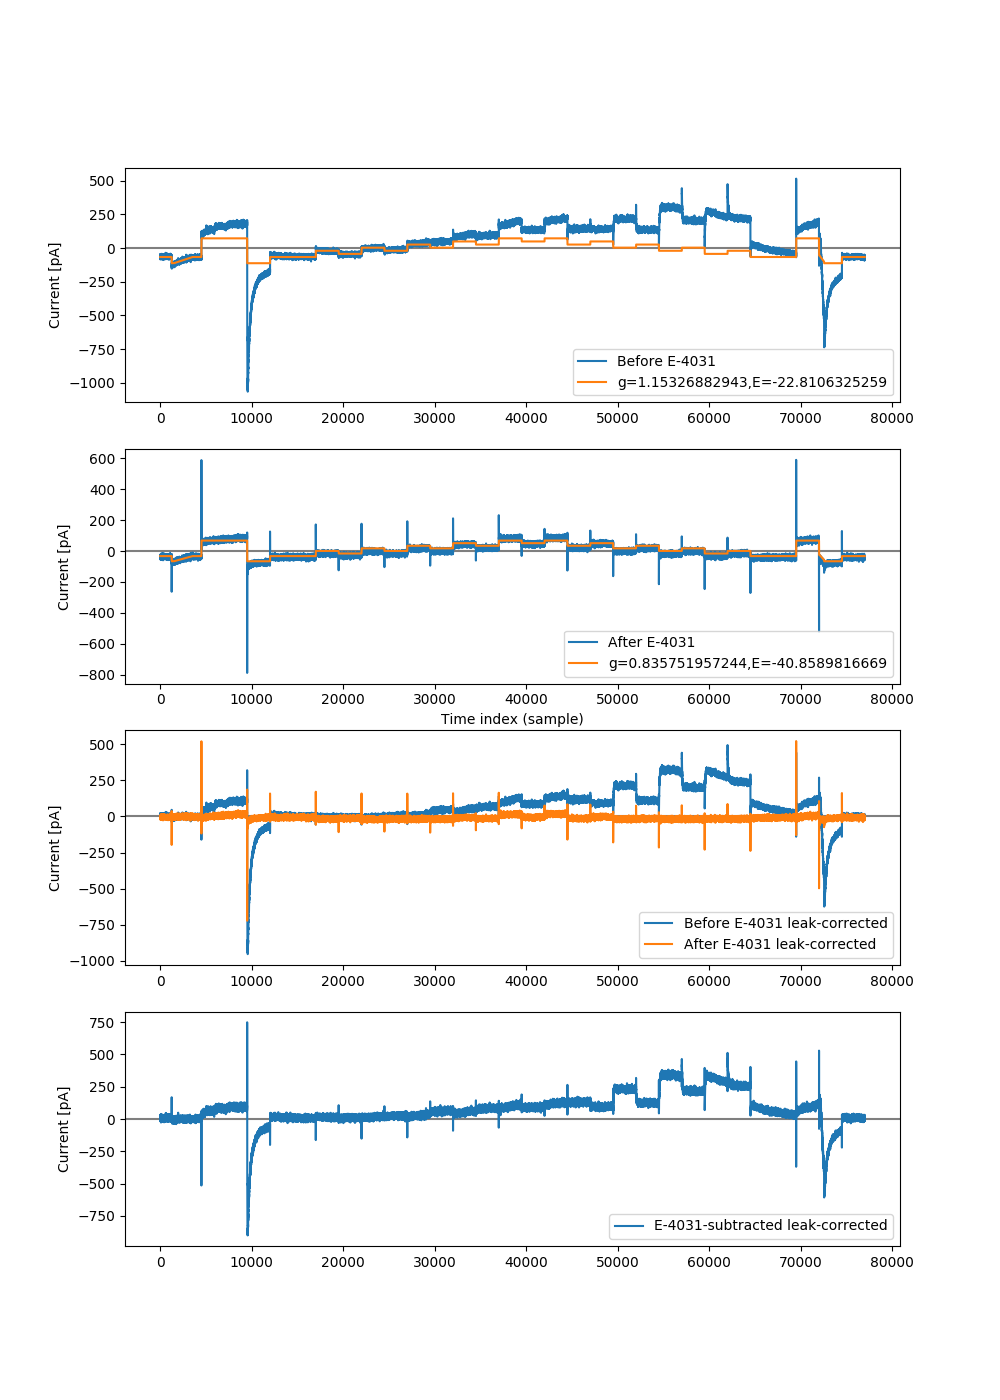 500
250
0
−250
−500
−750
−1000
Current [pA]
Before E-4031
g=1.15326882943,E=-22.8106325259
0 10000 20000 30000 40000 50000 60000 70000 80000
600
400
200
0
−200
−400
−600
−800
Current [pA]
After E-4031
g=0.835751957244,E=-40.8589816669
0 10000 20000 30000 40000 50000 60000 70000 80000
Time index (sample)
500
250
0
−250
−500
−750
−1000
Current [pA]
Before E-4031 leak-corrected
After E-4031 leak-corrected
0 10000 20000 30000 40000 50000 60000 70000 80000
750
500
250
0
−250
−500
−750
Current [pA]
E-4031-subtracted leak-corrected
0 10000 20000 30000 40000 50000 60000 70000 80000